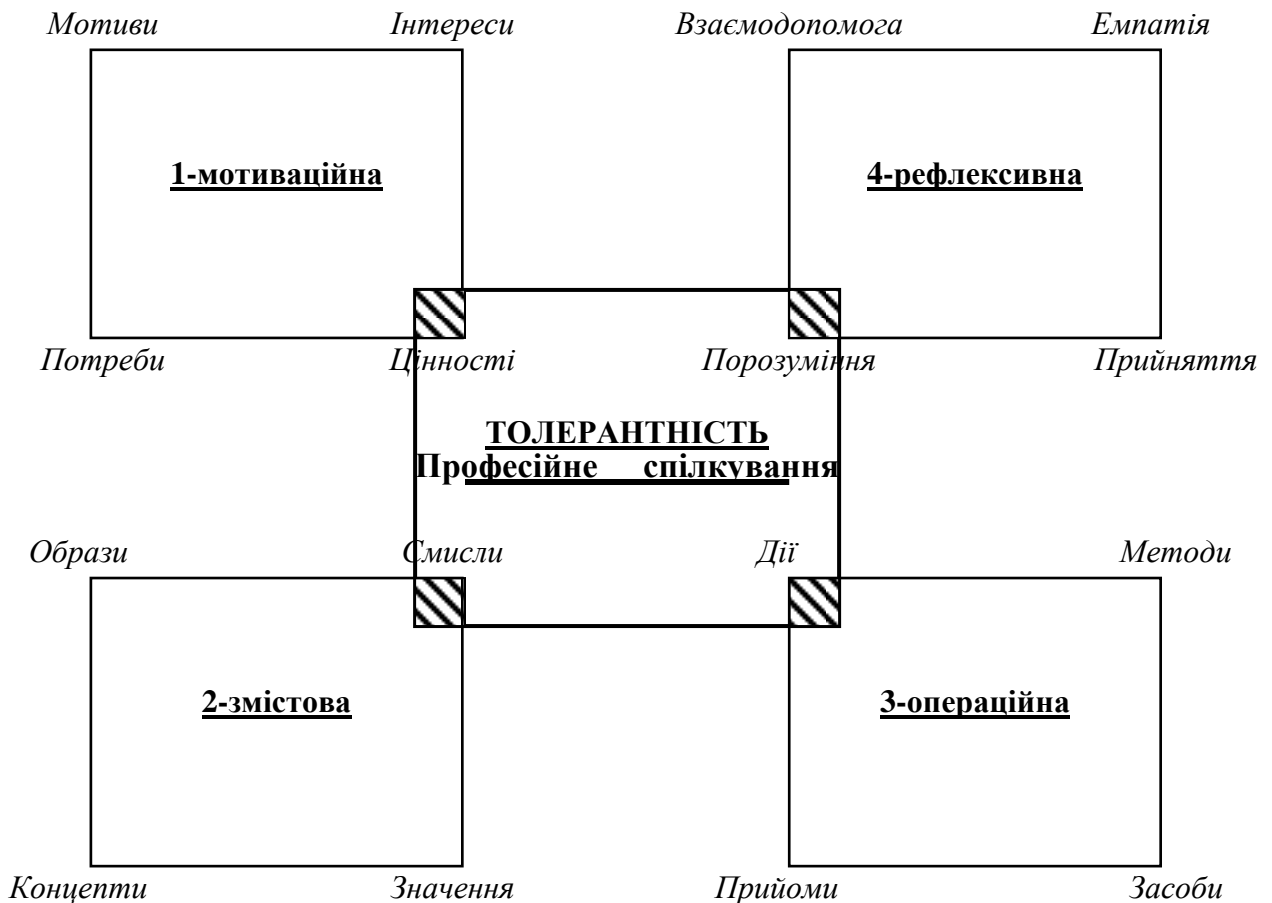 Мотиви Інтереси Взаємодопомога Емпатія
1-мотиваційна 4-рефлексивна
Потреби Цінності Порозуміння Прийняття
ТОЛЕРАНТНІСТЬ
Професійне спілкування
Образи Смисли Дії Методи
2-змістова 3-операційна
Концепти Значення Прийоми Засоби